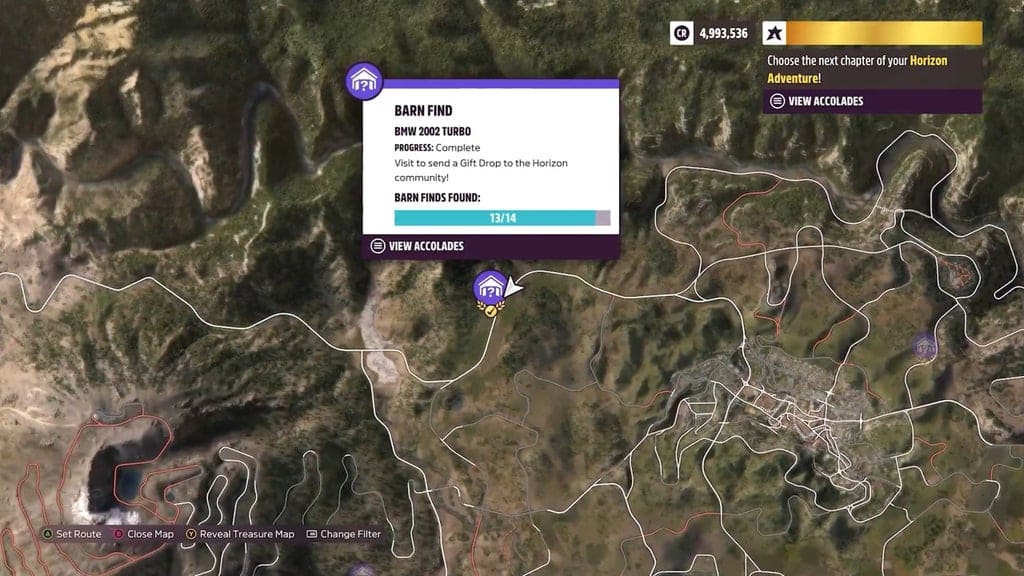 CR 4,993,536
Choose the next chapter of your Horizon
Adventure!
VIEW ACCOLADES
?
BARN FIND
BMW 2002 TURBO
PROGRESS: Complete
Visit to send a Gift Drop to the Horizon
community!
BARN FINDS FOUND:
13/14
VIEW ACCOLADES
?
A Set Route B Close Map Y Reveal Treasure Map Change Filter